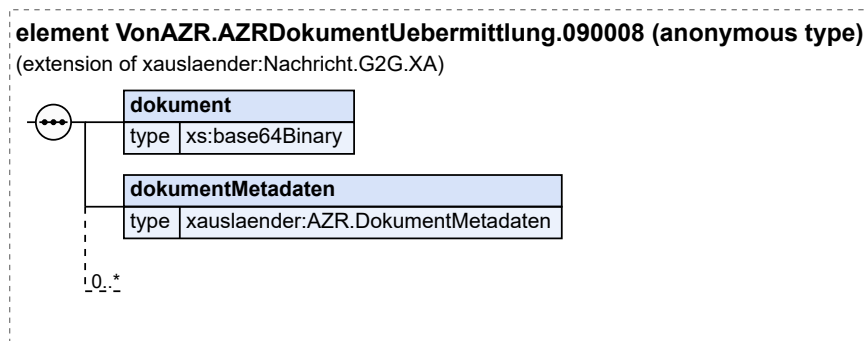 element VonAZR.AZRDokumentUebermittlung.090008 (anonymous type)
(extension of xauslaender:Nachricht.G2G.XA)
dokument
type xs:base64Binary
dokumentMetadaten
type xauslaender:AZR.DokumentMetadaten
0..*